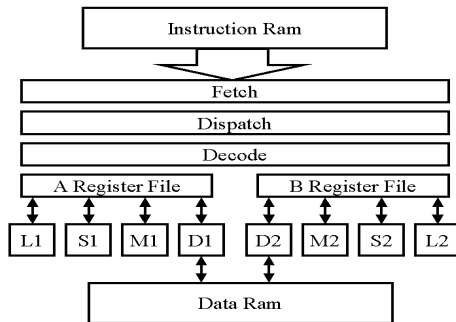 Instruction Ram
Fetch
Dispatch
Decode
A Register File B Register File
L1 S1 M1 D1 D2 M2 S2 L2
Data Ram